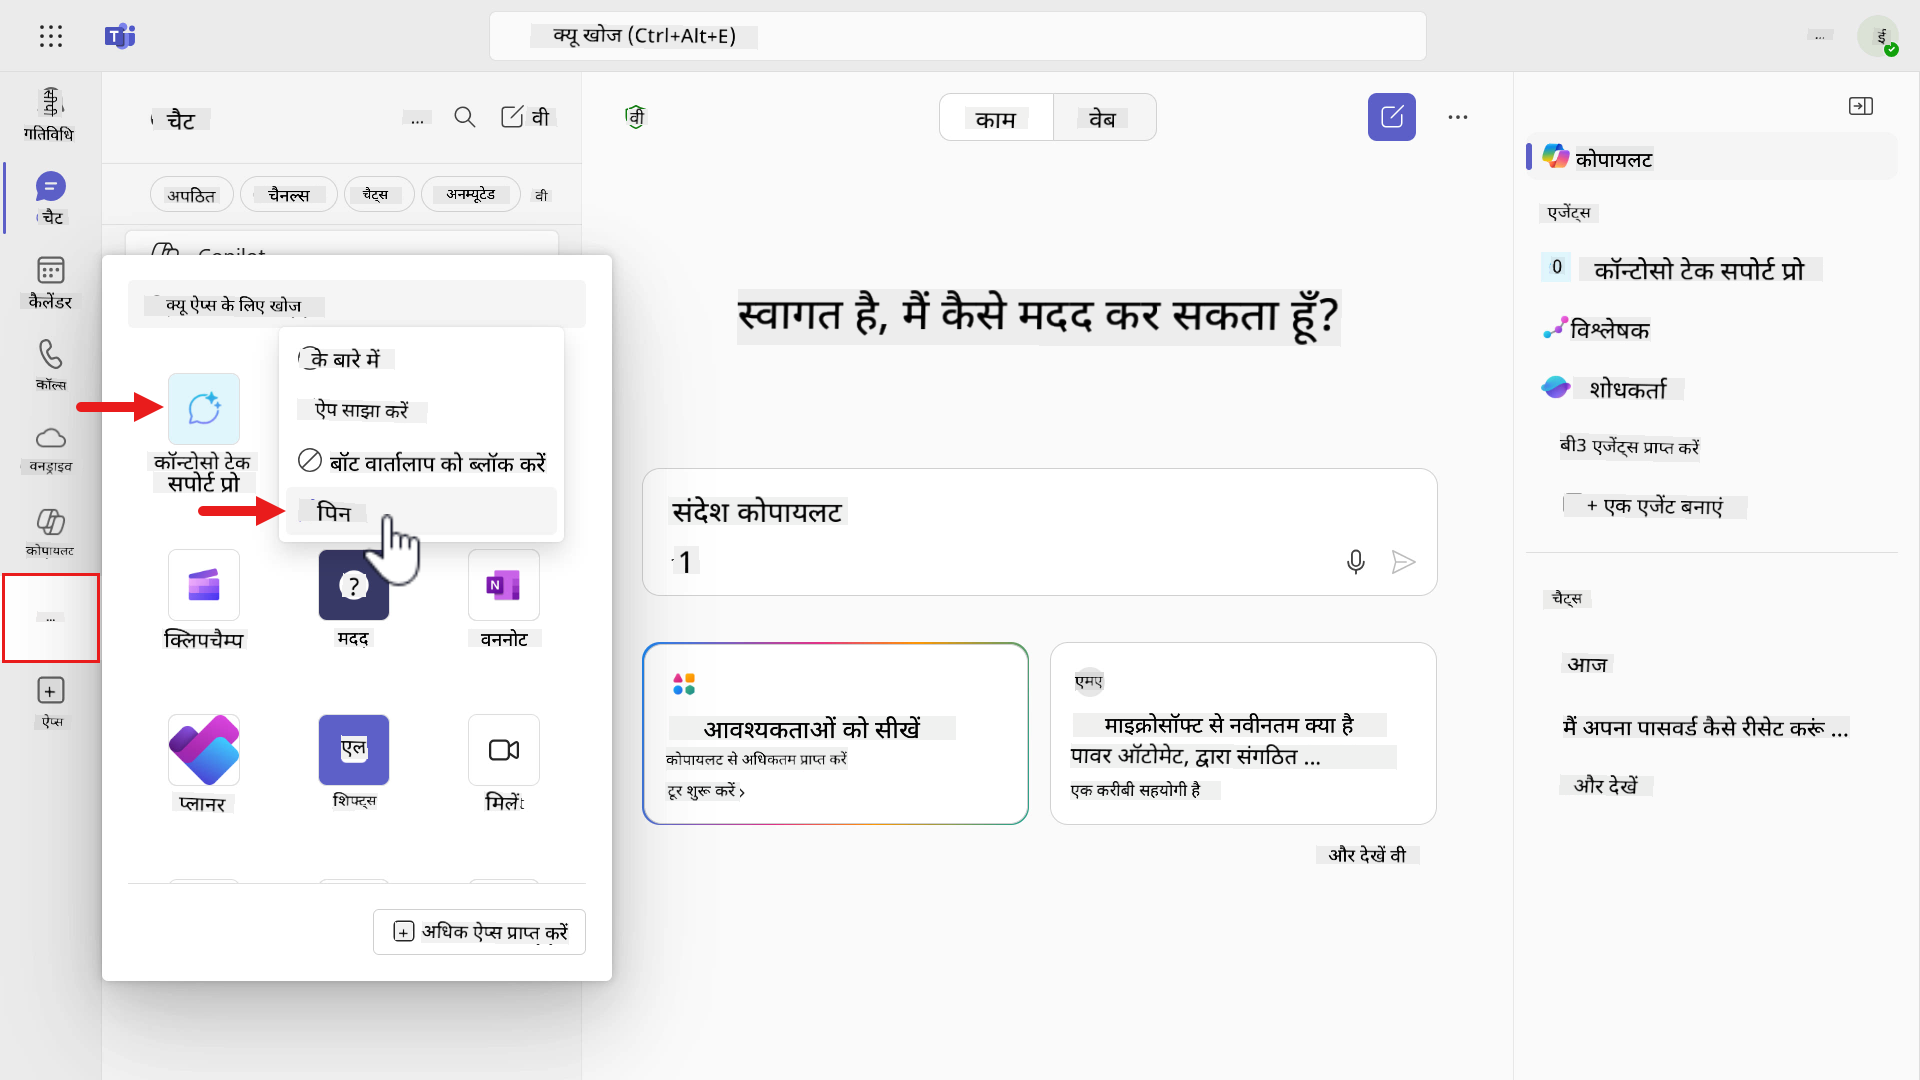 क्यू खोज (Ctrl+Alt+E)
...
ई
गतिविधि
चैट
कैलेंडर
कॉल्स
वनड्राइव
कोपायलट
...
ऐप्स
चैट
...
वी
अपठित
चैनल्स
चैट्स
अनम्यूटेड
वी
क्यू ऐप्स के लिए खोज
के बारे में
ऐप साझा करें
बॉट वार्तालाप को ब्लॉक करें
पिन
कॉन्टोसो टेक
सपोर्ट प्रो
क्लिपचैम्प
मदद
वननोट
प्लानर
एल
शिफ्ट्स
मिलें
अधिक ऐप्स प्राप्त करें
वी
काम
वेब
स्वागत है, मैं कैसे मदद कर सकता हूँ?
संदेश कोपायलट
1
आवश्यकताओं को सीखें
कोपायलट से अधिकतम प्राप्त करें
टूर शुरू करें ›
एमए
माइक्रोसॉफ्ट से नवीनतम क्या है
पावर ऑटोमेट, द्वारा संगठित ...
एक करीबी सहयोगी है
और देखें वी
कोपायलट
एजेंट्स
0 कॉन्टोसो टेक सपोर्ट प्रो
विश्लेषक
शोधकर्ता
बी3 एजेंट्स प्राप्त करें
+ एक एजेंट बनाएं
चैट्स
आज
मैं अपना पासवर्ड कैसे रीसेट करूं ...
और देखें